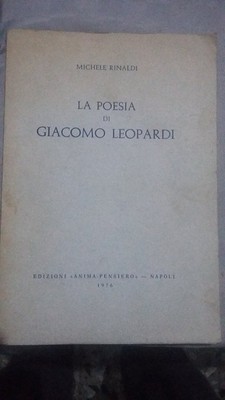 MICHELE RINALDI
LA POESIA
DI
GIACOMO LEOPARDI
EDIZIONI «ANIMA-PENSIERO» — NAPOLI